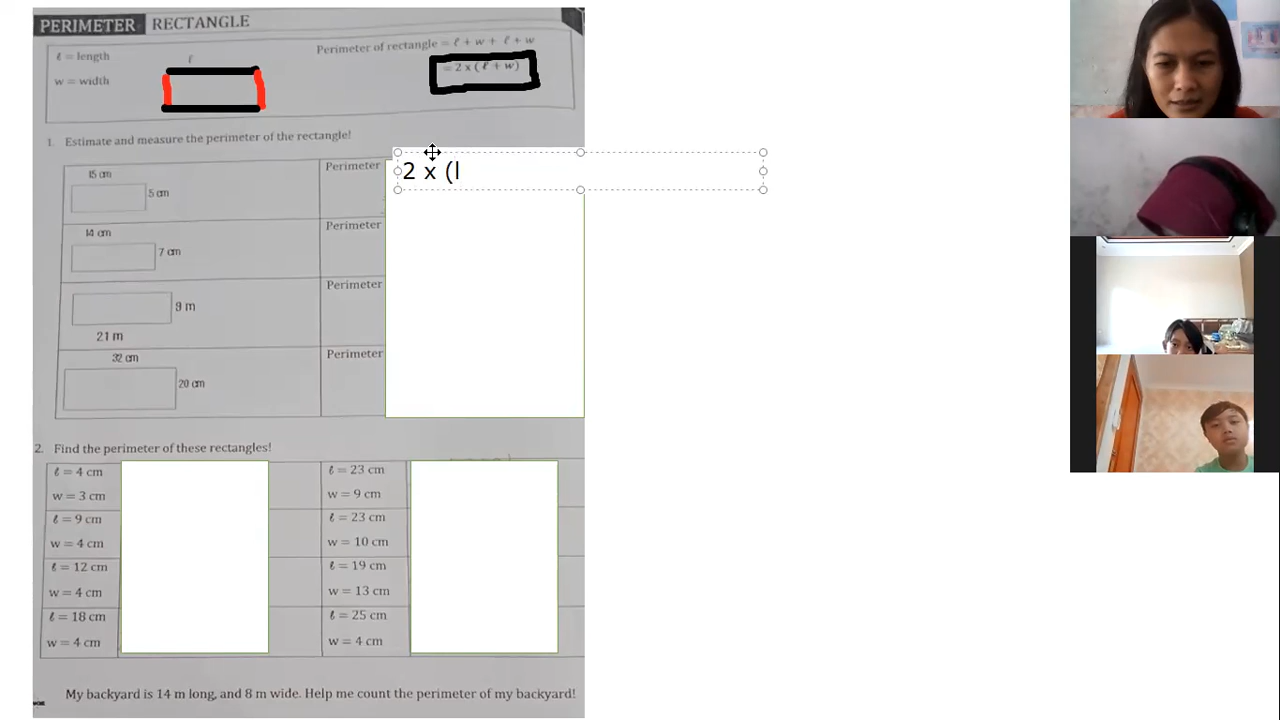 PERIMETER RECTANGLE
ℓ = length
ℓ
Perimeter of rectangle = ℓ + w + ℓ + w
w = width
= 2 x ( ℓ + w)
1. Estimate and measure the perimeter of the rectangle!
15 cm
5 cm
Perimeter
2 x (l
14 cm
7 cm
Perimeter
9 m
21 m
Perimeter
32 cm
20 cm
Perimeter
2. Find the perimeter of these rectangles!
ℓ = 4 cm
w = 3 cm
ℓ = 23 cm
w = 9 cm
ℓ = 9 cm
w = 4 cm
ℓ = 23 cm
w = 10 cm
ℓ = 12 cm
w = 4 cm
ℓ = 19 cm
w = 13 cm
ℓ = 18 cm
w = 4 cm
ℓ = 25 cm
w = 4 cm
My backyard is 14 m long, and 8 m wide. Help me count the perimeter of my backyard!